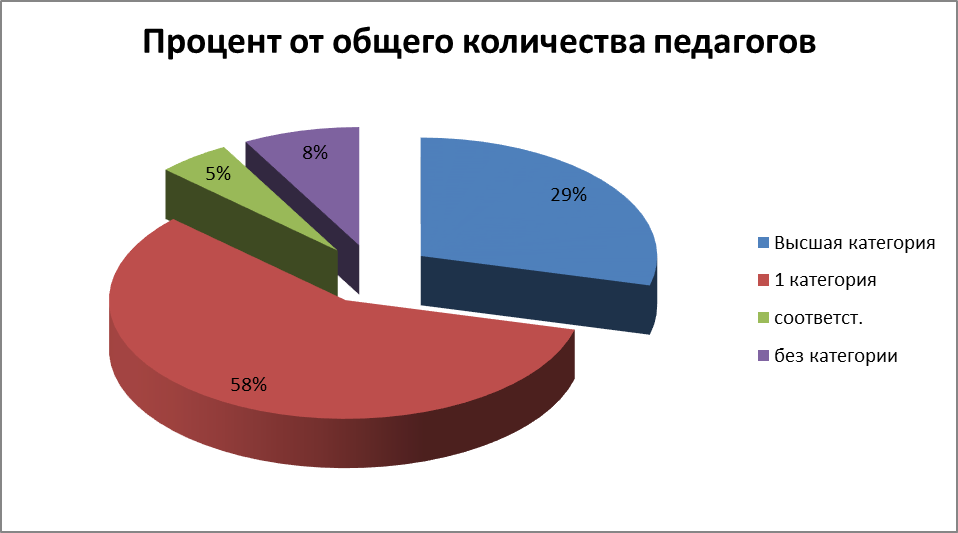 Процент от общего количества педагогов
8%
5%
29%
58%
Высшая категория
1 категория
соответст.
без категории